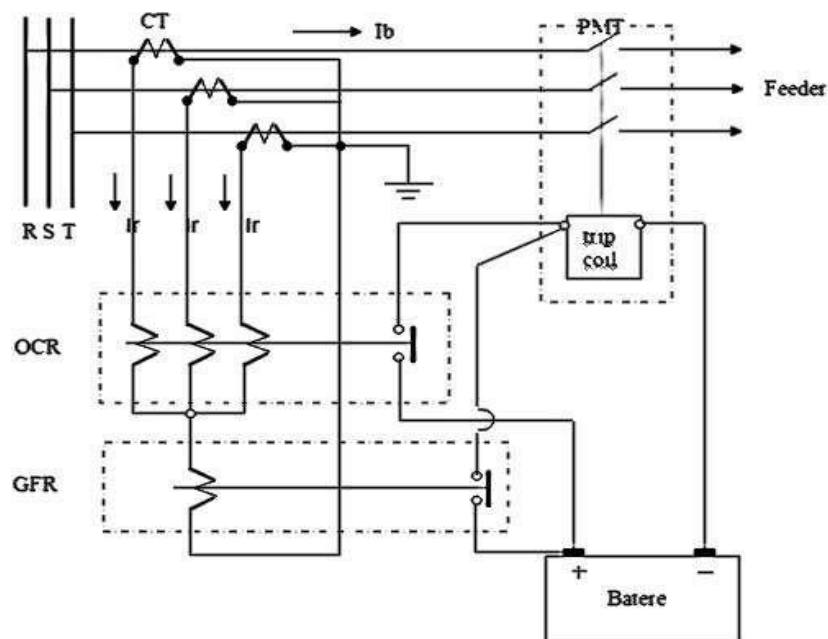 CT
Ib
PMT
Feeder
R S T
Ir
Ir
Ir
trip
coil
OCR
GFR
+
−
Batere